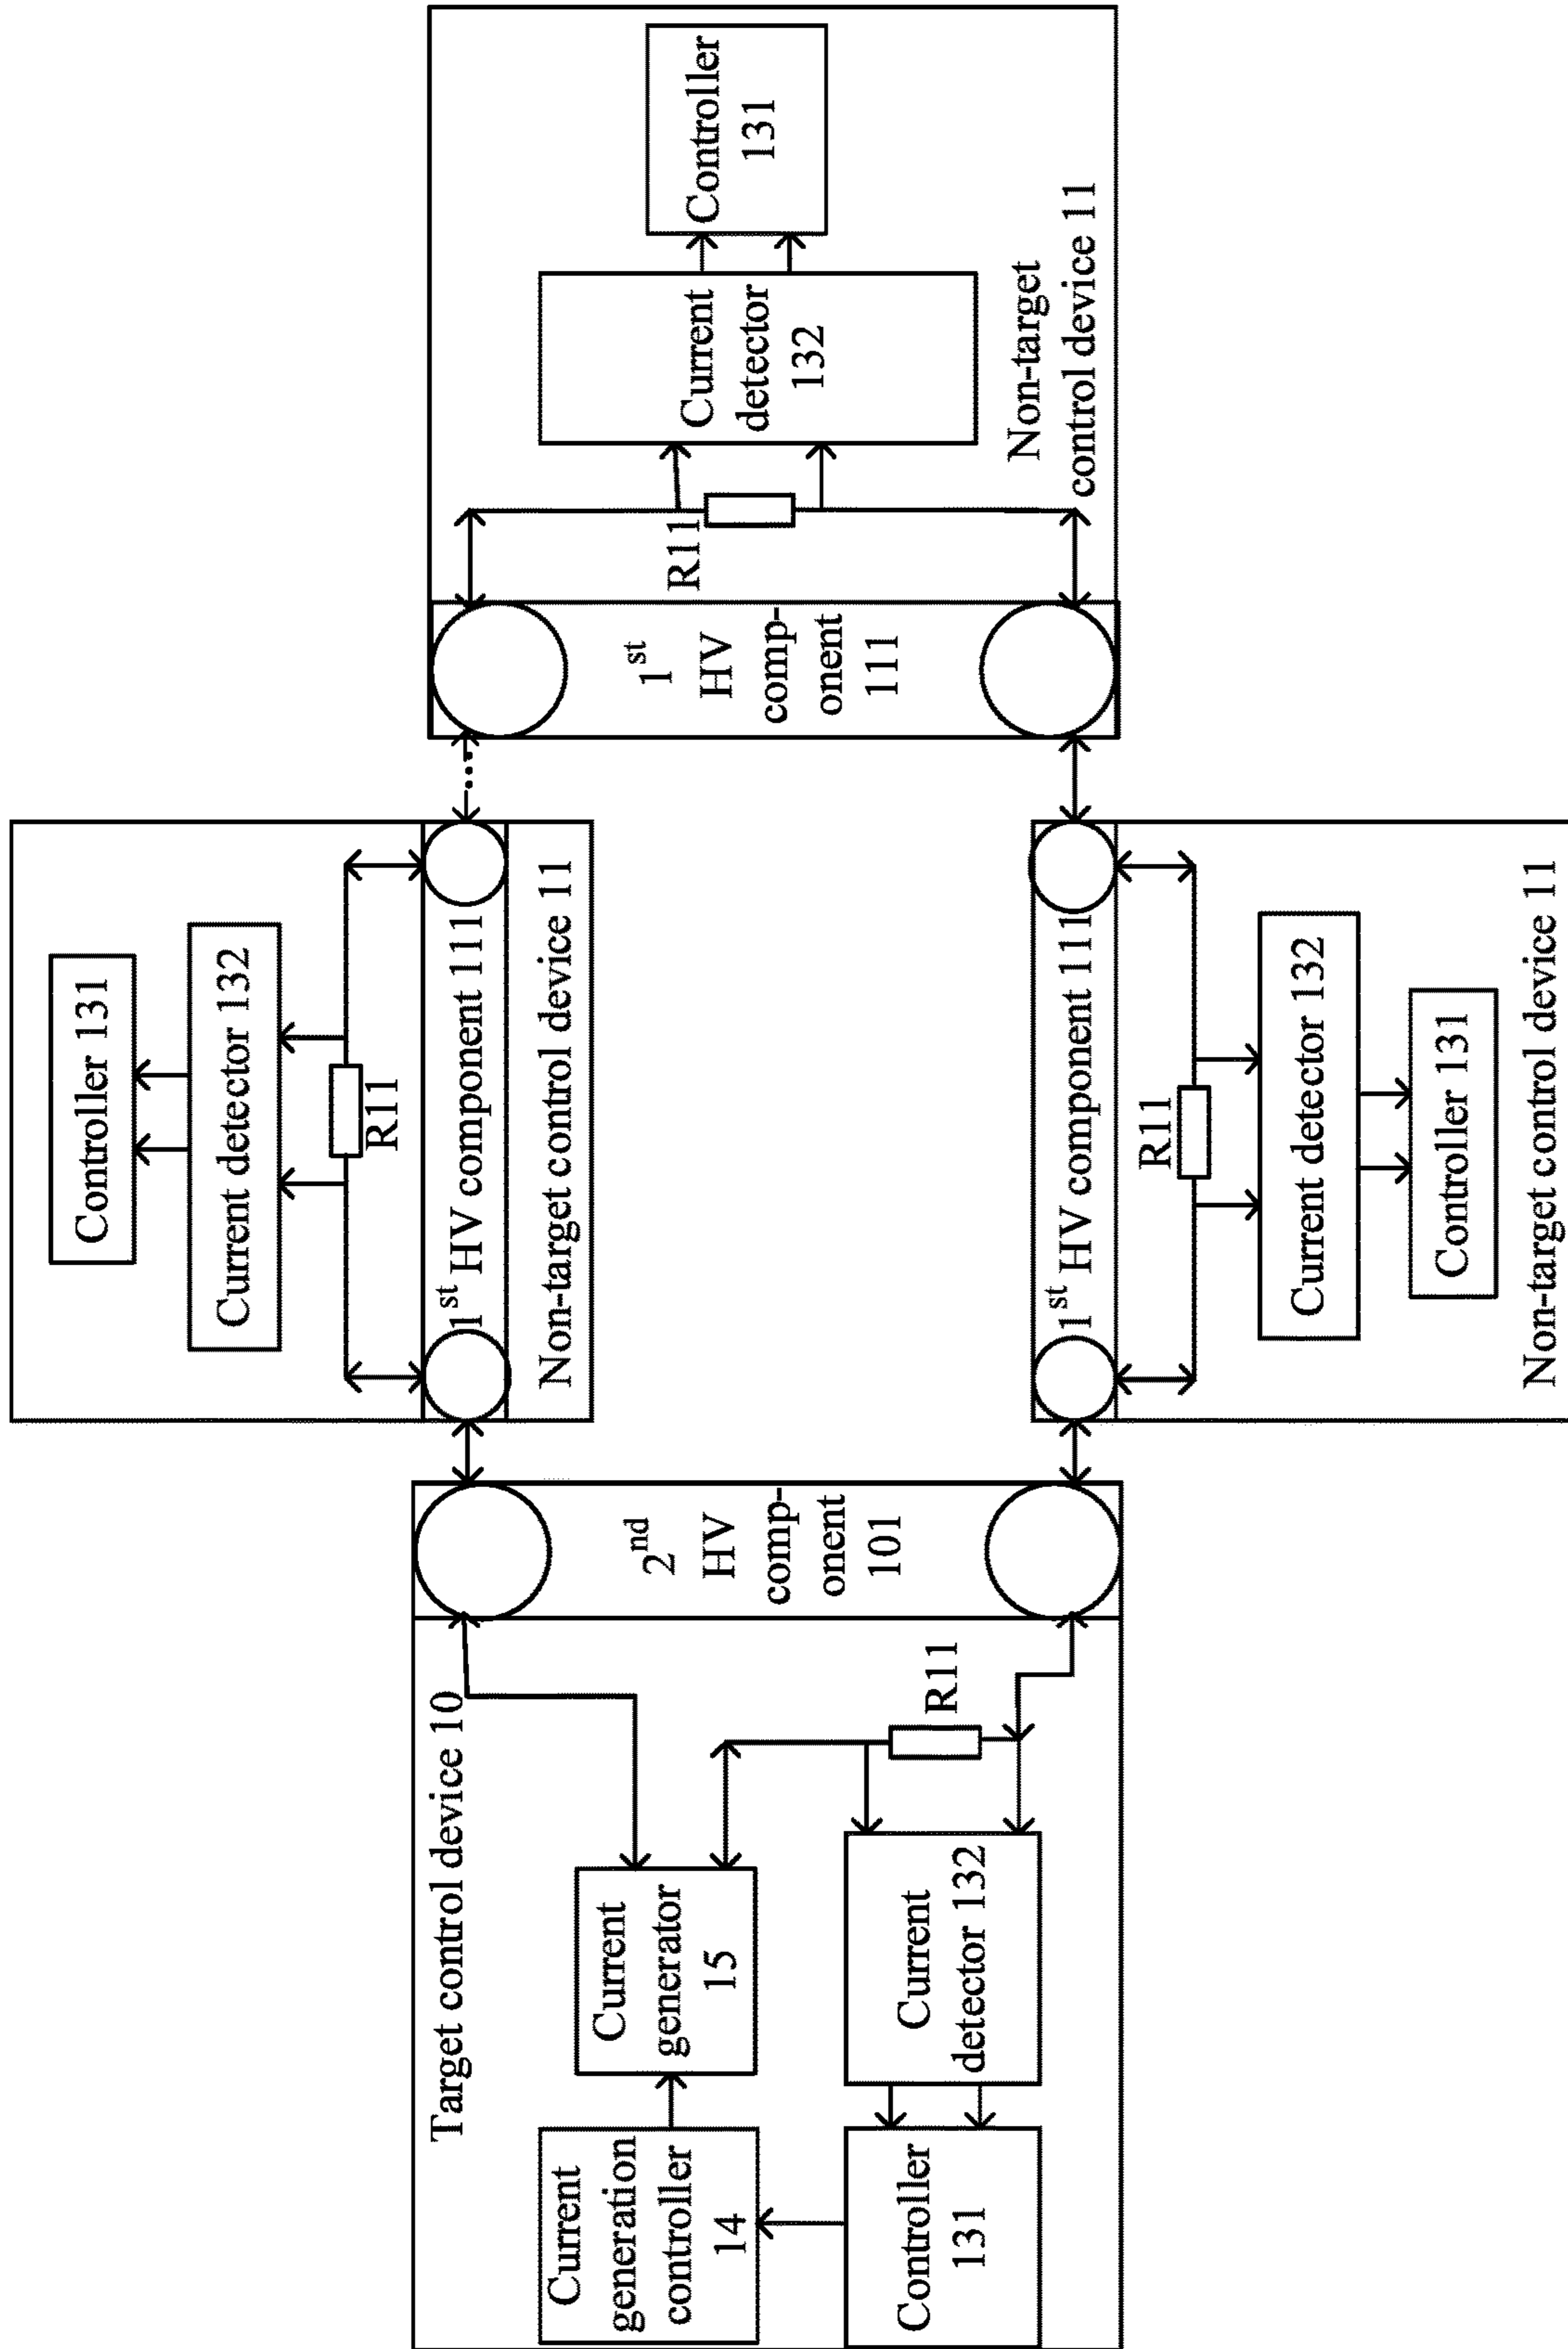 Target control device 10
Current
generation
controller
14
Current
generator
15
Controller
131
Current
detector 132
R11
2nd
HV
comp-
onent
101
Controller 131
Current detector 132
R11
1st HV component 111
Non-target control device 11
1st HV component 111
R11
Current detector 132
Controller 131
Non-target control device 11
1st
HV
comp-
onent
111
R11
Current
detector
132
Controller
131
Non-target
control device 11